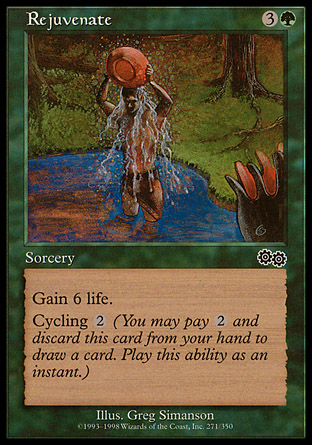 Rejuvenate 3
Sorcery
Gain 6 life.
Cycling 2 (You may pay 2 and
discard this card from your hand to
draw a card. Play this ability as an
instant.)
Illus. Greg Simanson
©1993-1998 Wizards of the Coast, Inc. 271/350